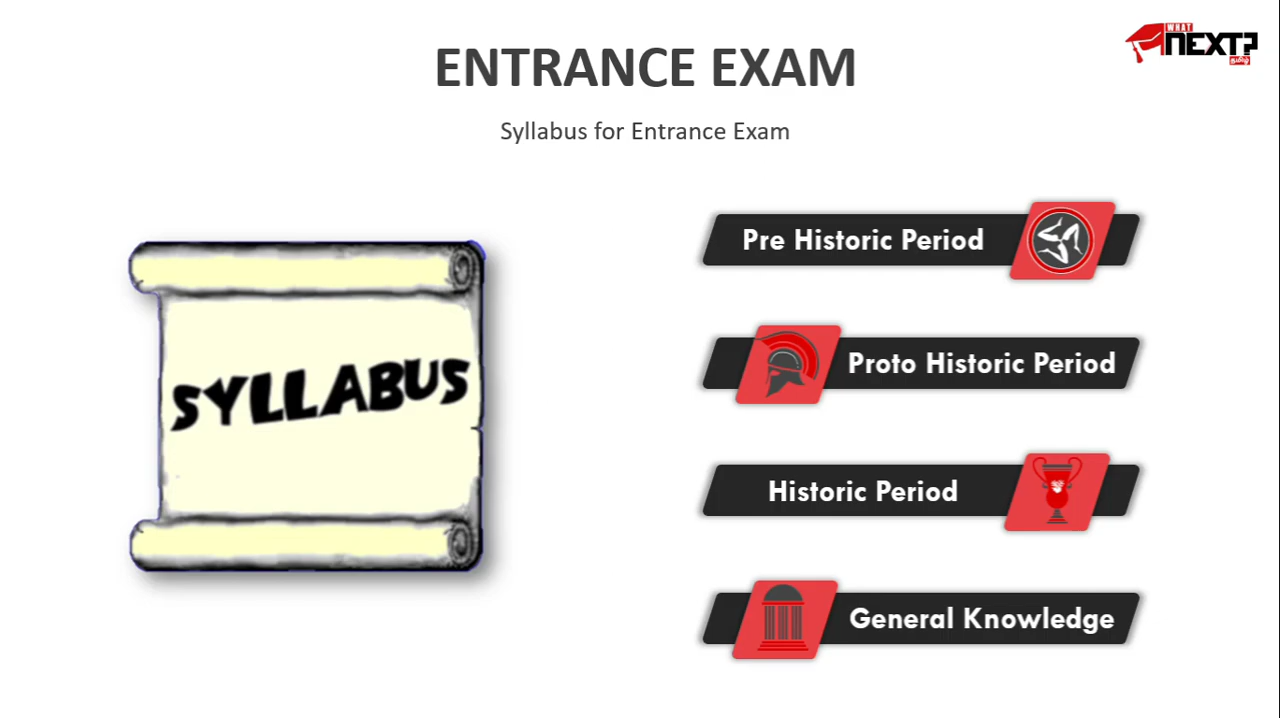 WHAT
NEXT?
தமிழ்
ENTRANCE EXAM
Syllabus for Entrance Exam
SYLLABUS
Pre Historic Period
Proto Historic Period
Historic Period
General Knowledge